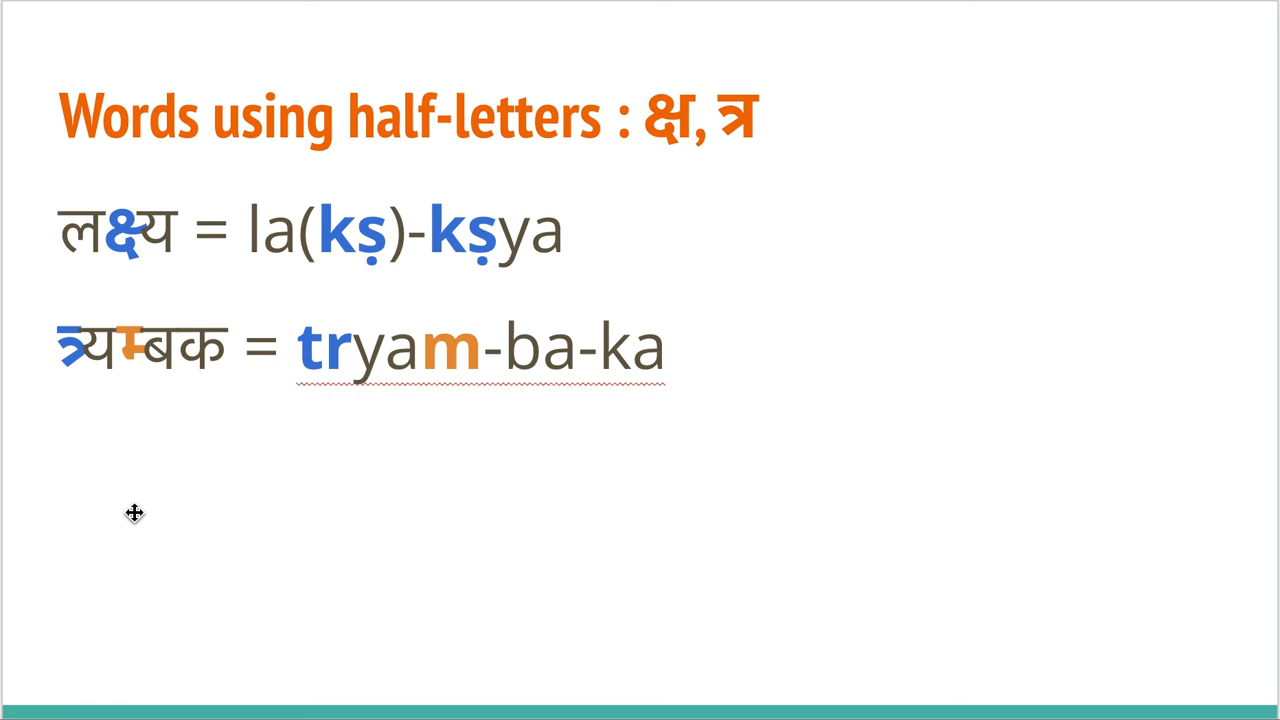 Words using half-letters : क्ष, त्र
लक्ष्य = la(kṣ)-kṣya
त्र्यम्बक = tryam-ba-ka